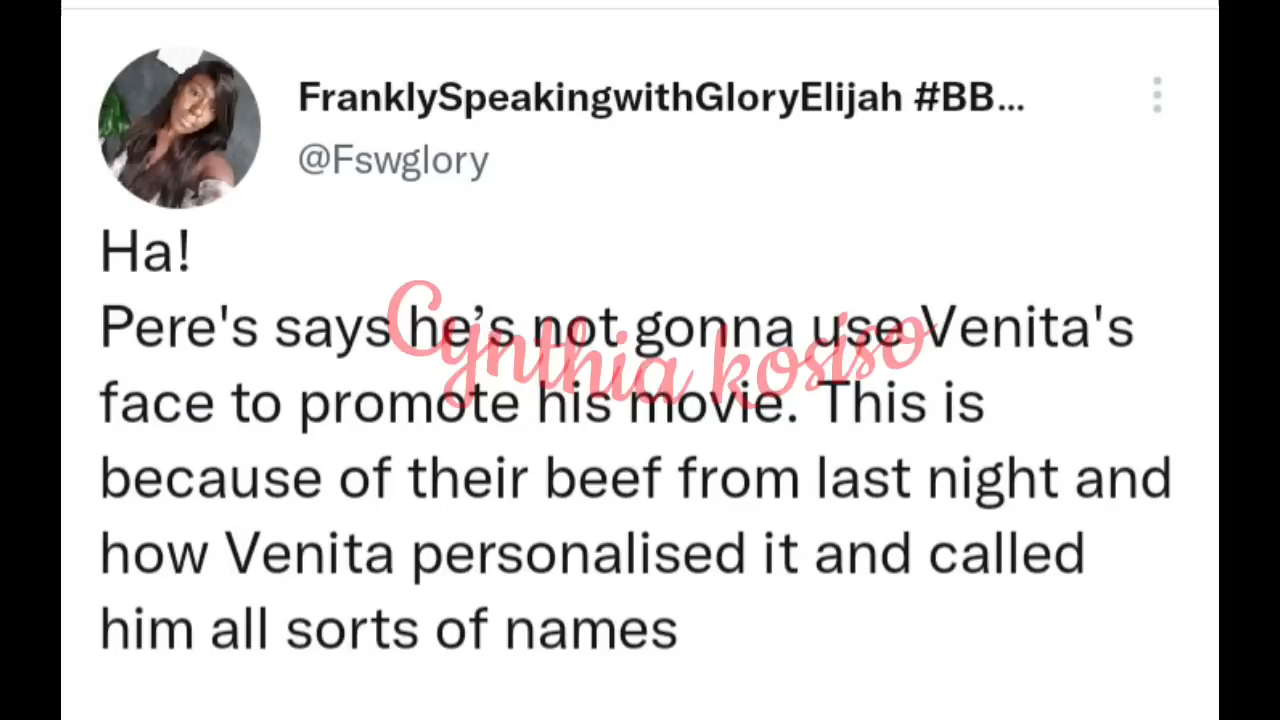 FranklySpeakingwithGloryElijah #BB...
@Fswglory
Ha!
Pere's says he’s not gonna use Venita's
Cynthia kosiso
face to promote his movie. This is
because of their beef from last night and
how Venita personalised it and called
him all sorts of names